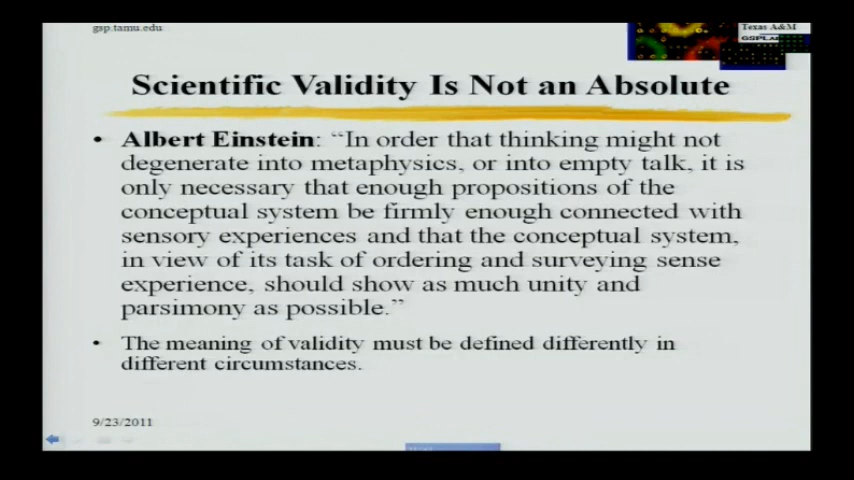 gsp.tamu.edu
Texas A&M
GSPLAB
Scientific Validity Is Not an Absolute
• Albert Einstein: “In order that thinking might not
degenerate into metaphysics, or into empty talk, it is
only necessary that enough propositions of the
conceptual system be firmly enough connected with
sensory experiences and that the conceptual system,
in view of its task of ordering and surveying sense
experience, should show as much unity and
parsimony as possible.”
• The meaning of validity must be defined differently in
different circumstances.
9/23/2011